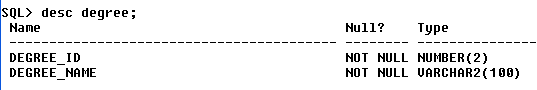 SQL> desc degree;
Name Null? Type
----------------------------------------- -------- ----------------
DEGREE_ID NOT NULL NUMBER(2)
DEGREE_NAME NOT NULL VARCHAR2(100)